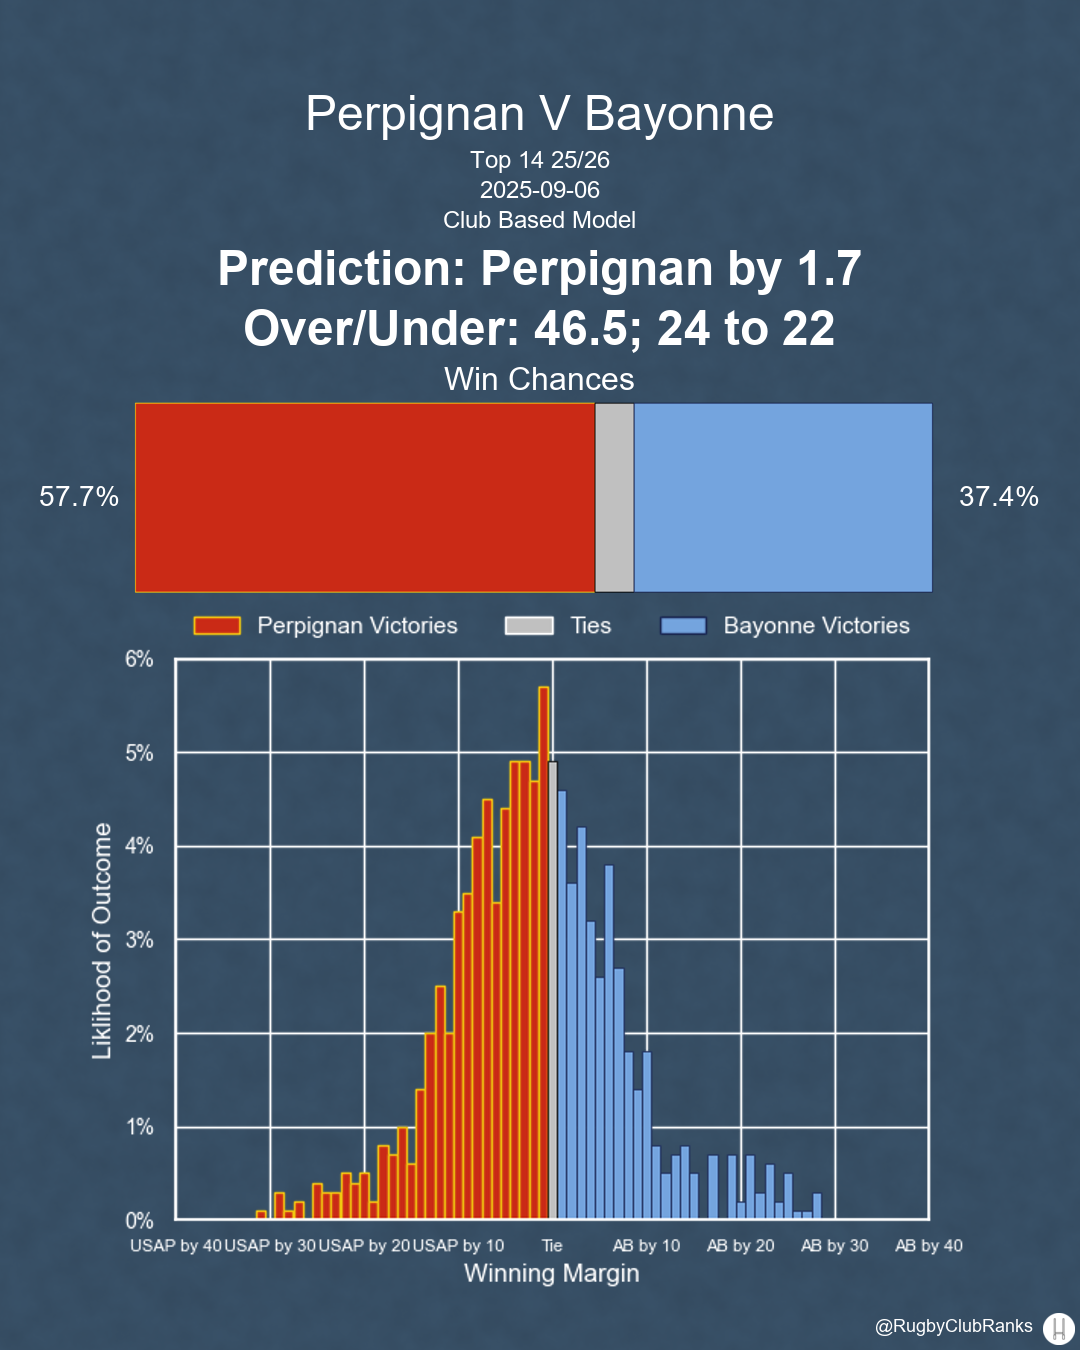 Perpignan V Bayonne
Top 14 25/26
2025-09-06
Club Based Model
Prediction: Perpignan by 1.7
Over/Under: 46.5; 24 to 22
Win Chances
57.7%
37.4%
Perpignan Victories
Ties
Bayonne Victories
6%
5%
4%
3%
2%
1%
0%
Liklihood of Outcome
USAP by 40 USAP by 30 USAP by 20 USAP by 10 Tie AB by 10 AB by 20 AB by 30 AB by 40
Winning Margin
@RugbyClubRanks